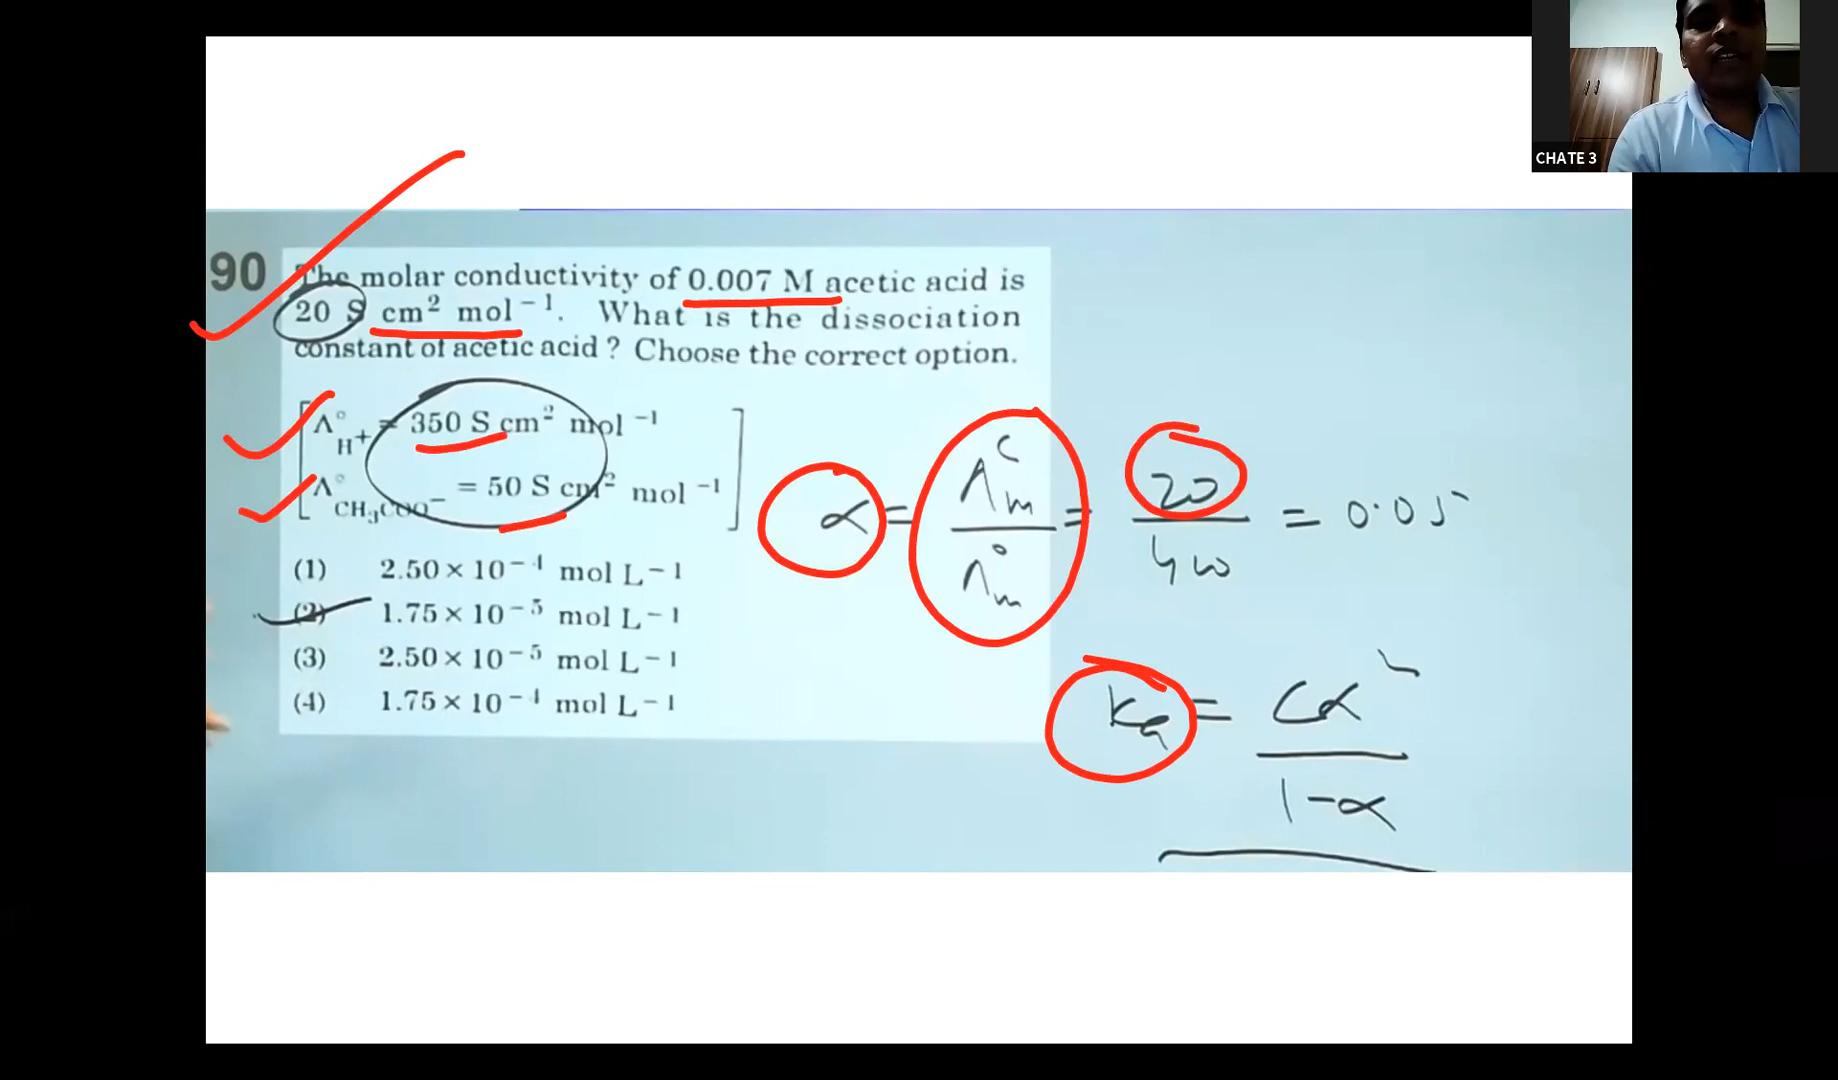 CHATE 3
90
The molar conductivity of 0.007 M acetic acid is
20 S cm² mol⁻¹. What is the dissociation
constant of acetic acid ? Choose the correct option.
Λ°H⁺ = 350 S cm² mol⁻¹
Λ°CH₃COO⁻ = 50 S cm² mol⁻¹
(1) 2.50 × 10⁻⁴ mol L⁻¹
(2) 1.75 × 10⁻⁵ mol L⁻¹
(3) 2.50 × 10⁻⁵ mol L⁻¹
(4) 1.75 × 10⁻⁴ mol L⁻¹
α = Λᶜm / Λ°m = 20 / 400 = 0.05
Ka = Cα² / 1-α